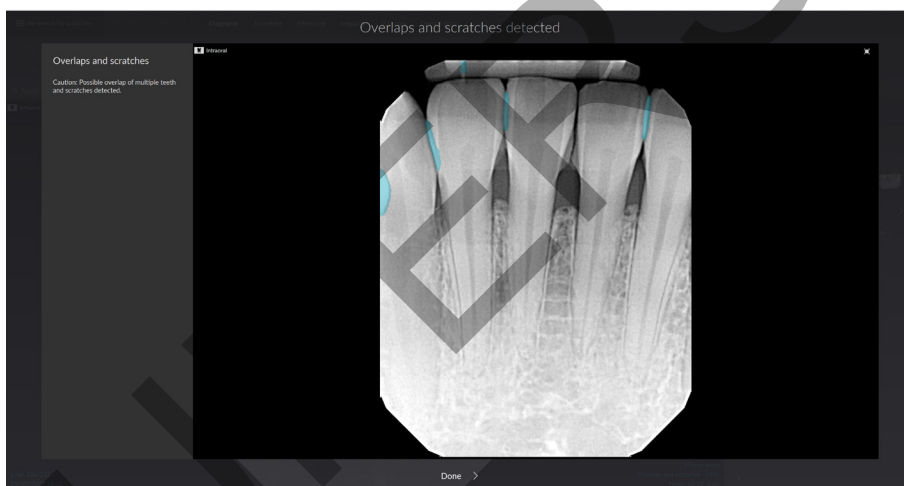 Overlaps and scratches detected
Overlaps and scratches
Intraoral
Caution: Possible overlap of multiple teeth
and scratches detected.
Done